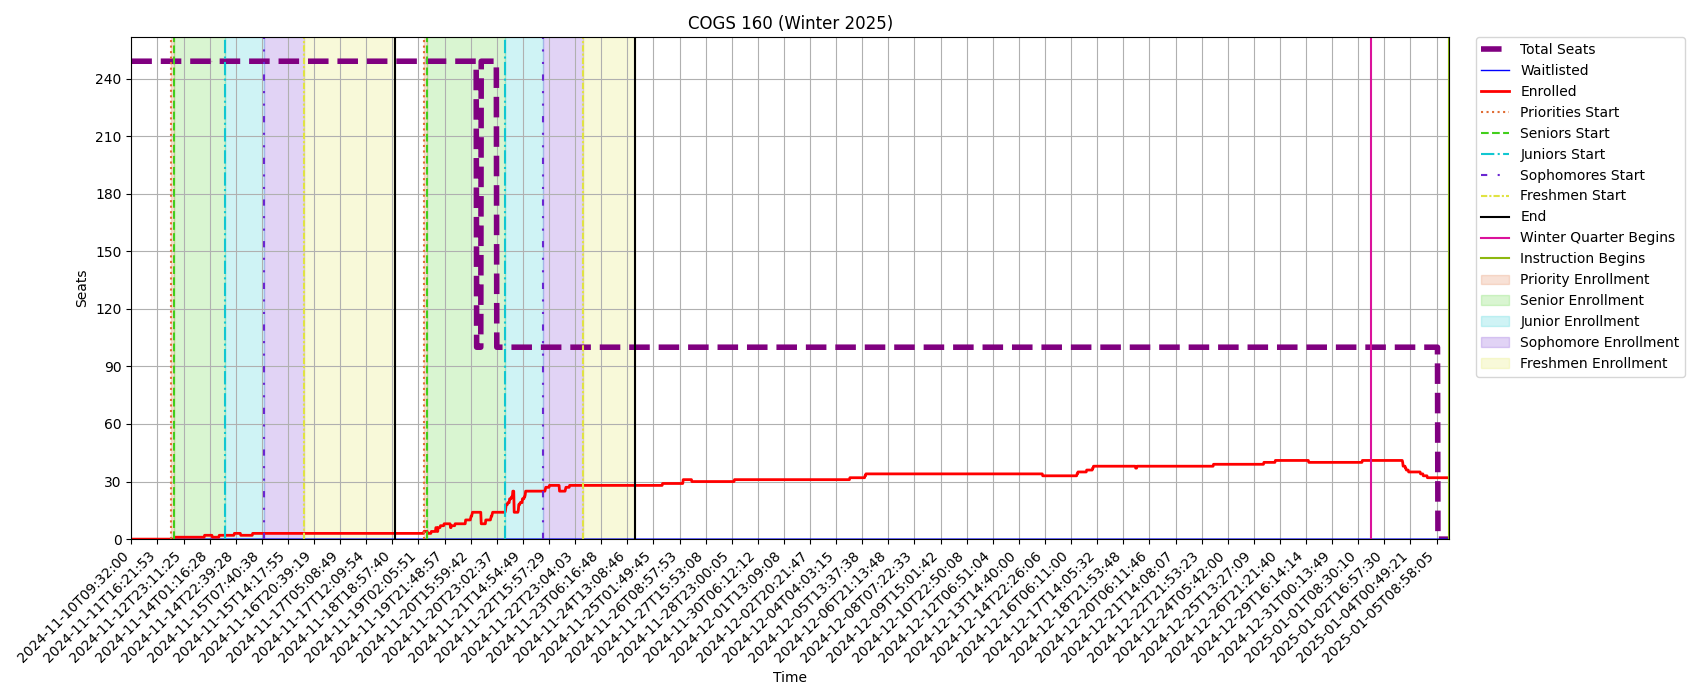 COGS 160 (Winter 2025)
Seats
240
210
180
150
120
90
60
30
0
2024-11-10T09:32:00
2024-11-11T16:21:53
2024-11-12T23:11:25
2024-11-14T01:16:28
2024-11-14T22:39:28
2024-11-15T07:40:38
2024-11-15T14:17:55
2024-11-16T20:39:19
2024-11-17T05:08:49
2024-11-17T12:09:54
2024-11-18T18:57:40
2024-11-19T02:05:51
2024-11-19T21:48:57
2024-11-20T15:59:42
2024-11-20T23:02:37
2024-11-21T14:54:49
2024-11-22T15:57:29
2024-11-22T23:04:03
2024-11-23T16:16:48
2024-11-24T13:08:46
2024-11-25T01:49:45
2024-11-26T08:57:53
2024-11-27T15:53:08
2024-11-28T23:00:05
2024-11-30T06:12:12
2024-12-01T13:09:08
2024-12-02T20:21:47
2024-12-04T03:15:15
2024-12-05T13:37:38
2024-12-06T21:13:48
2024-12-08T07:22:33
2024-12-09T15:01:42
2024-12-10T22:50:08
2024-12-12T06:51:04
2024-12-13T14:40:00
2024-12-14T22:26:06
2024-12-16T06:11:00
2024-12-17T14:05:32
2024-12-18T21:53:48
2024-12-20T06:11:46
2024-12-21T14:08:07
2024-12-22T21:53:23
2024-12-24T05:42:00
2024-12-25T13:27:09
2024-12-26T21:21:40
2024-12-29T16:14:14
2024-12-31T00:13:49
2025-01-01T08:30:10
2025-01-02T16:57:30
2025-01-04T00:49:21
2025-01-05T08:58:05
Time
Total Seats
Waitlisted
Enrolled
Priorities Start
Seniors Start
Juniors Start
Sophomores Start
Freshmen Start
End
Winter Quarter Begins
Instruction Begins
Priority Enrollment
Senior Enrollment
Junior Enrollment
Sophomore Enrollment
Freshmen Enrollment